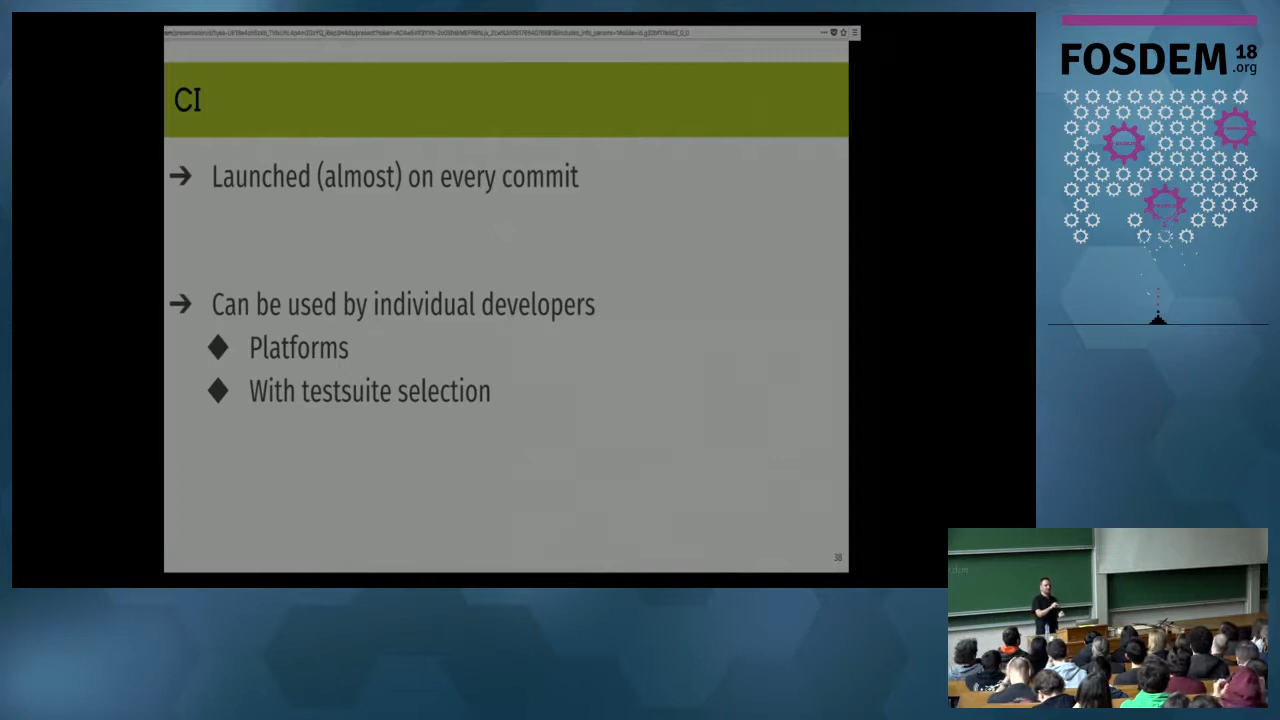 CI
➔ Launched (almost) on every commit
➔ Can be used by individual developers
◆ Platforms
◆ With testsuite selection
38
FOSDEM 18
.org